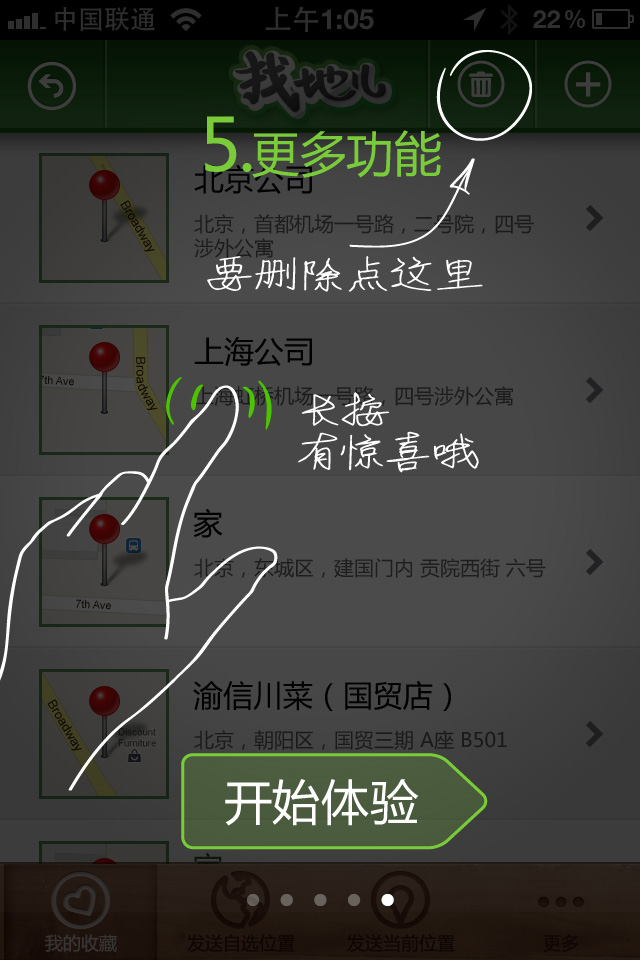 中国联通 上午1:05 22%
找地儿
5.更多功能
北京公司
北京，首都机场一号路，二号院，四号
涉外公寓
Broadway
要删除点这里
上海公司
上海虹桥机场一号路，四号涉外公寓
7th Ave
Broadway
长按
有惊喜哦
家
北京，东城区，建国门内 贡院西街 六号
7th Ave
渝信川菜（国贸店）
北京，朝阳区，国贸三期 A座 B501
Broadway
Discount
Furniture
开始体验
我的收藏 发送自选位置 发送当前位置 更多